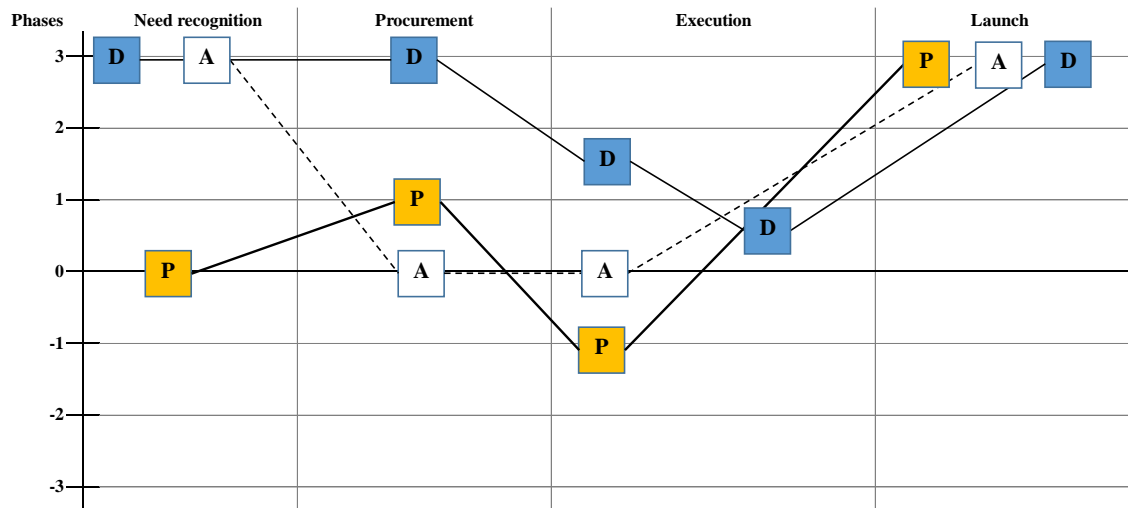 Phases Need recognition Procurement Execution Launch
3 D A D P A D
2
D
1 P
D
0 P A A
-1 P
-2
-3